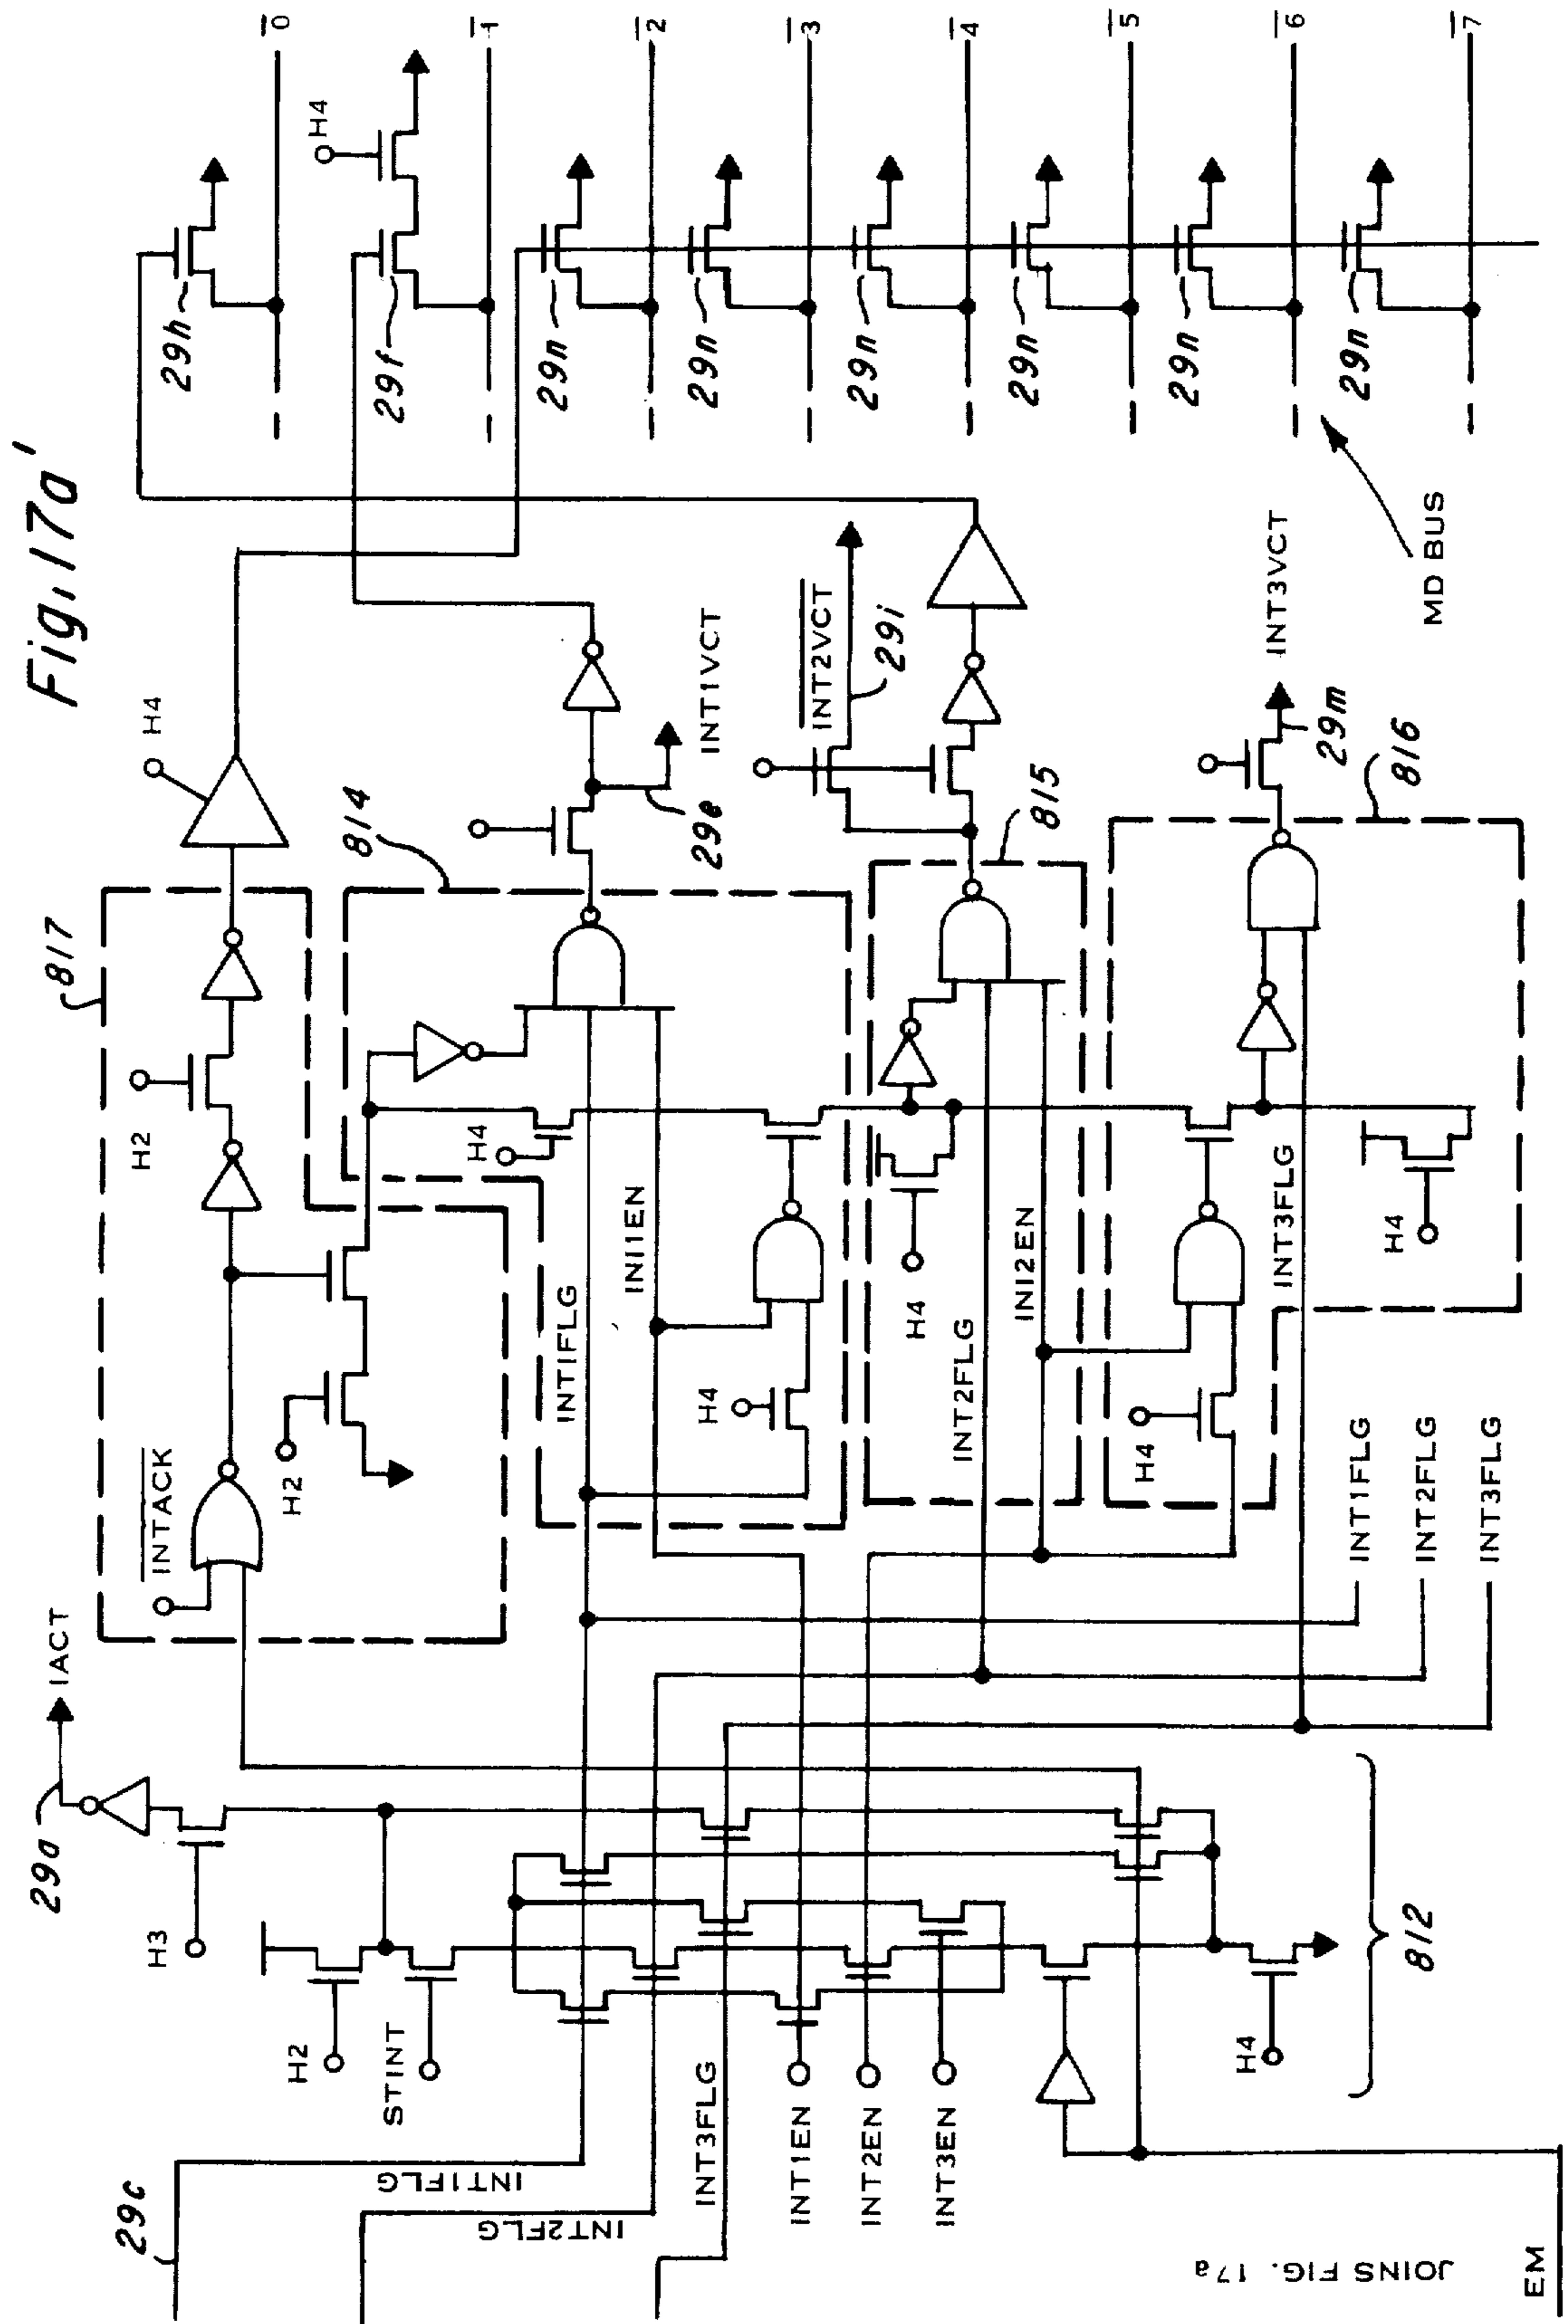 Fig. 17a'
29a
IACT
29c
H3
H2
STINT
INT1FLG
INT2FLG
INT3FLG
INT1EN
INT2EN
INT3EN
H4
812
EM
JOINS FIG. 17a
817
INTACK
H2
H2
H4
814
INT1FLG
INI1EN
H4
H4
29e
INT1VCT
INT2VCT
29i
815
H4
INT2FLG
INI2EN
816
H4
INT3FLG
H4
29m
INT3VCT
INT1FLG
INT2FLG
INT3FLG
MD BUS
29h
29f
H4
29n
29n
29n
29n
29n
29n
0
1
2
3
4
5
6
7